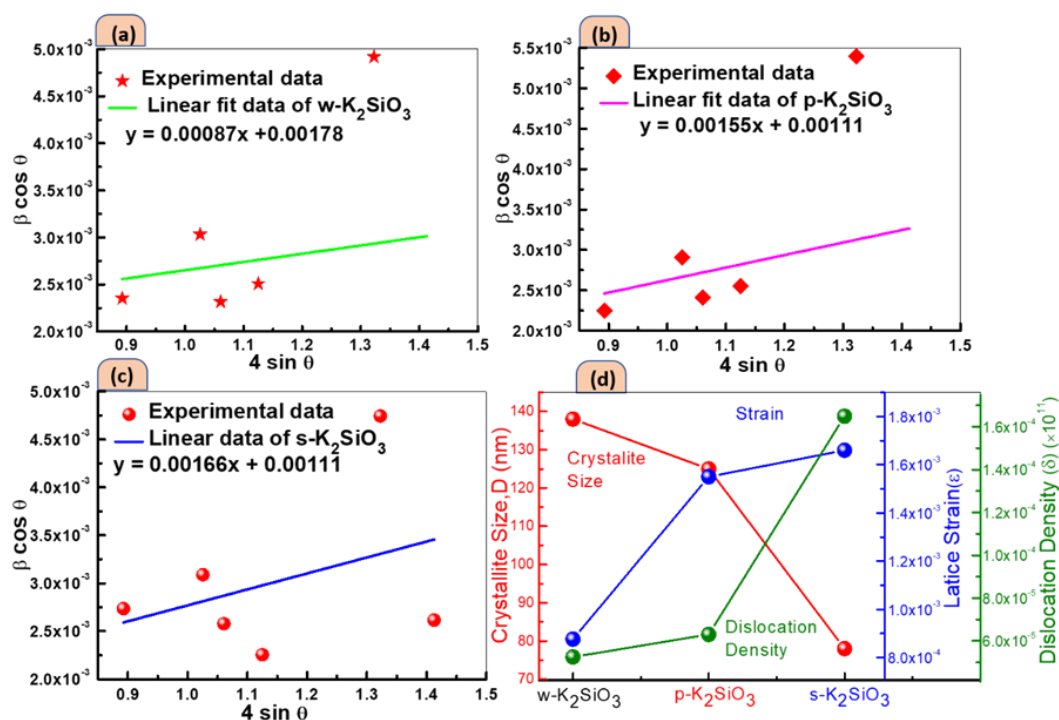 (a)
5.0x10⁻³
4.5x10⁻³
4.0x10⁻³
3.5x10⁻³
3.0x10⁻³
2.5x10⁻³
2.0x10⁻³
β cos θ
Experimental data
Linear fit data of w-K₂SiO₃
y = 0.00087x +0.00178
0.9 1.0 1.1 1.2 1.3 1.4 1.5
4 sin θ
(b)
5.5x10⁻³
5.0x10⁻³
4.5x10⁻³
4.0x10⁻³
3.5x10⁻³
3.0x10⁻³
2.5x10⁻³
2.0x10⁻³
β cos θ
Experimental data
Linear fit data of p-K₂SiO₃
y = 0.00155x + 0.00111
0.9 1.0 1.1 1.2 1.3 1.4 1.5
4 sin θ
(c)
5.0x10⁻³
4.5x10⁻³
4.0x10⁻³
3.5x10⁻³
3.0x10⁻³
2.5x10⁻³
2.0x10⁻³
β cos θ
Experimental data
Linear data of s-K₂SiO₃
y = 0.00166x + 0.00111
0.9 1.0 1.1 1.2 1.3 1.4 1.5
4 sin θ
(d)
140
135
130
125
120
115
110
105
100
95
90
85
80
75
70
Crystallite Size,D (nm)
Crystalite
Size
Strain
Dislocation
Density
w-K₂SiO₃ p-K₂SiO₃ s-K₂SiO₃
1.8x10⁻³
1.6x10⁻³
1.4x10⁻³
1.2x10⁻³
1.0x10⁻³
8.0x10⁻⁴
Latice Strain(ε)
1.6x10⁻⁴
1.4x10⁻⁴
1.2x10⁻⁴
1.0x10⁻⁴
8.0x10⁻⁵
6.0x10⁻⁵
Dislocation Density (δ) (×10¹¹)